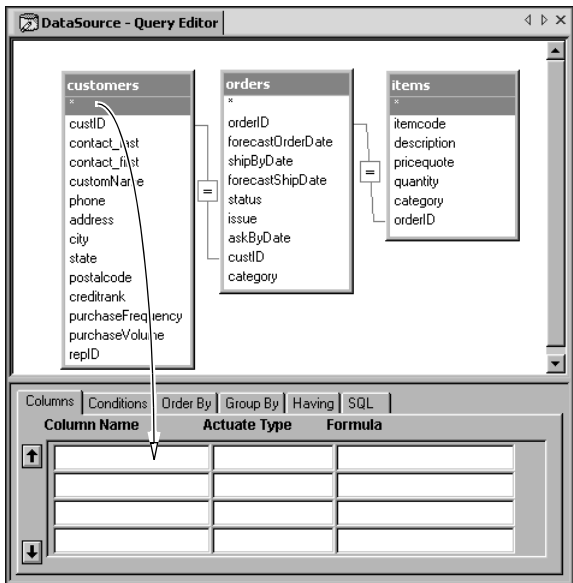 DataSource - Query Editor
customers
*
custID
contact_last
contact_first
customName
phone
address
city
state
postalcode
creditrank
purchaseFrequency
purchaseVolume
repID
=
orders
*
orderID
forecastOrderDate
shipByDate
forecastShipDate
status
issue
askByDate
custID
category
=
items
*
itemcode
description
pricequote
quantity
category
orderID
Columns Conditions Order By Group By Having SQL
Column Name Actuate Type Formula